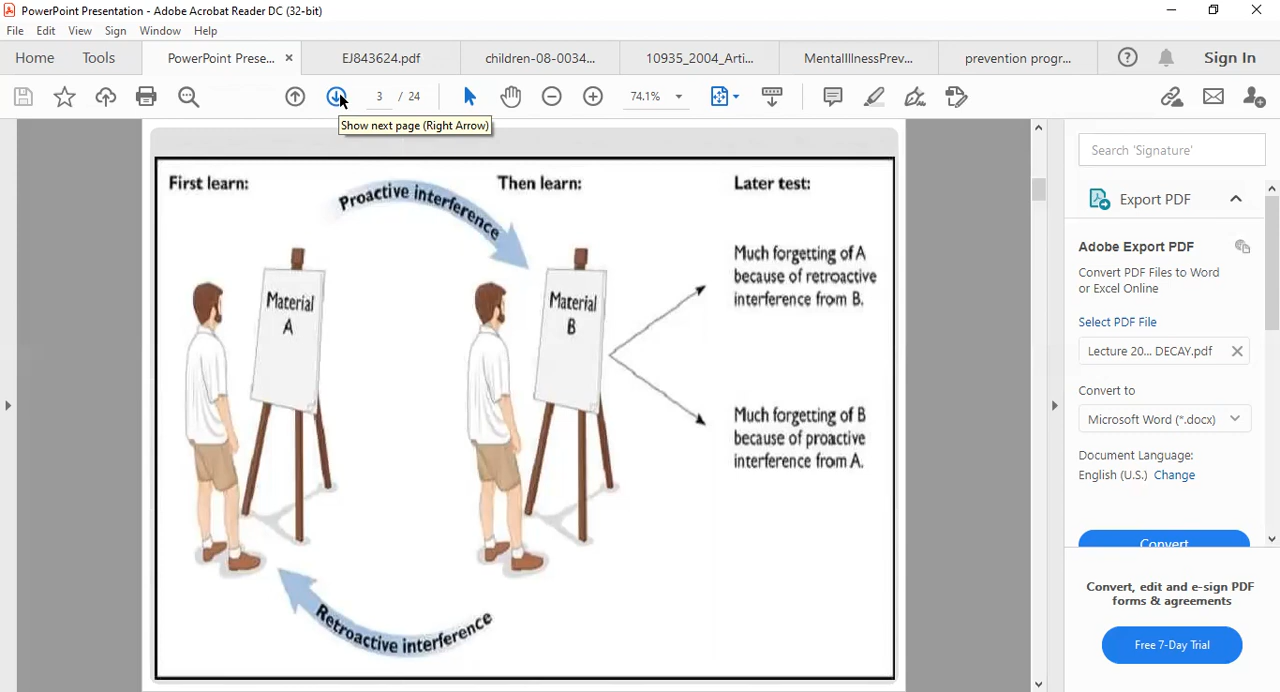 PowerPoint Presentation - Adobe Acrobat Reader DC (32-bit)
File Edit View Sign Window Help
Home Tools PowerPoint Prese... EJ843624.pdf children-08-0034... 10935_2004_Arti... MentalIllnessPrev... prevention progr... Sign In
3 / 24 74.1%
Show next page (Right Arrow)
First learn:
Proactive interference
Then learn:
Later test:
Material
A
Material
B
Much forgetting of A
because of retroactive
interference from B.
Much forgetting of B
because of proactive
interference from A.
Retroactive interference
Search 'Signature'
Export PDF
Adobe Export PDF
Convert PDF Files to Word
or Excel Online
Select PDF File
Lecture 20... DECAY.pdf
Convert to
Microsoft Word (*.docx)
Document Language:
English (U.S.) Change
Convert
Convert, edit and e-sign PDF
forms & agreements
Free 7-Day Trial